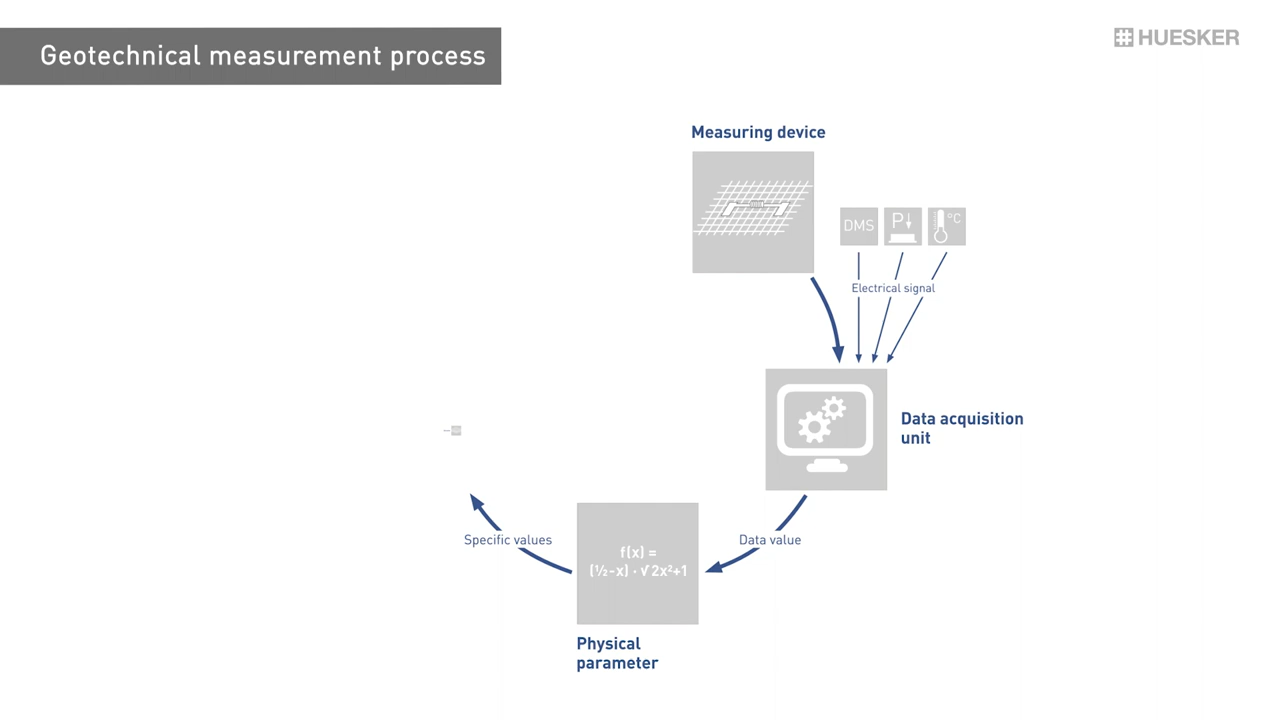 Geotechnical measurement process
HUESKER
Measuring device
DMS
P
°C
Electrical signal
Data acquisition
unit
Specific values
Data value
f(x) =
(½-x) · √2x²+1
Physical
parameter